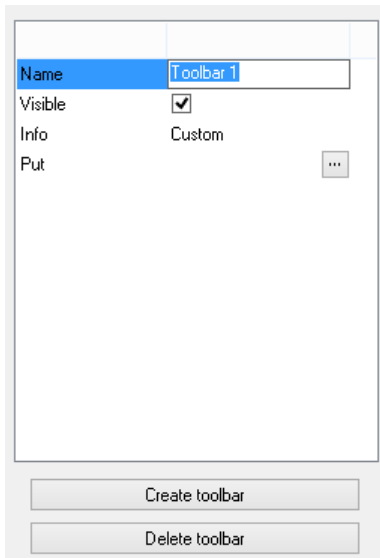 Name Toolbar 1
Visible
Info Custom
Put ...
Create toolbar
Delete toolbar